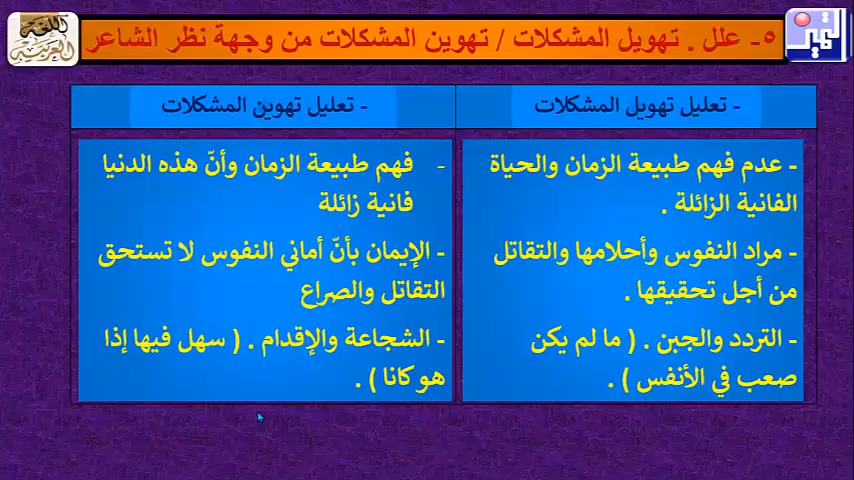 تميز
٥- علل . تهويل المشكلات / تهوين المشكلات من وجهة نظر الشاعر
اللغة
العربية
- تعليل تهويل المشكلات
- عدم فهم طبيعة الزمان والحياة
الفانية الزائلة .
- مراد النفوس وأحلامها والتقاتل
من أجل تحقيقها .
- التردد والجبن . ( ما لم يكن
صعب في الأنفس ) .
- تعليل تهوين المشكلات
- فهم طبيعة الزمان وأنّ هذه الدنيا
فانية زائلة
- الإيمان بأنّ أماني النفوس لا تستحق
التقاتل والصراع
- الشجاعة والإقدام . ( سهل فيها إذا
هو كانا ) .